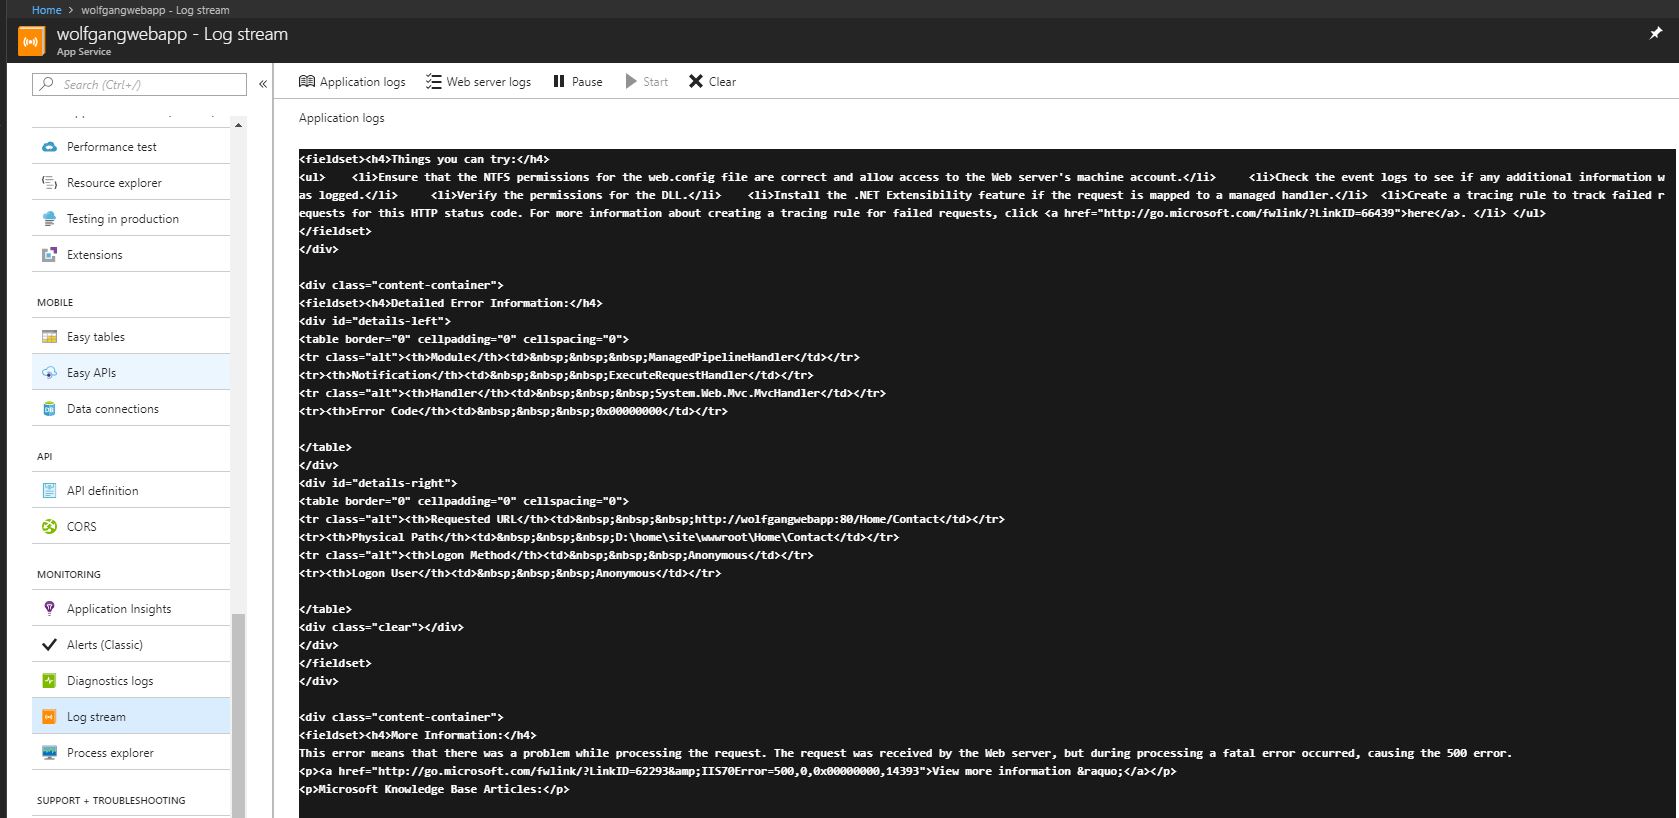 Home > wolfgangwebapp - Log stream
wolfgangwebapp - Log stream
App Service
Search (Ctrl+/)
«
Performance test
Resource explorer
Testing in production
Extensions
MOBILE
Easy tables
Easy APIs
Data connections
API
API definition
CORS
MONITORING
Application Insights
Alerts (Classic)
Diagnostics logs
Log stream
Process explorer
SUPPORT + TROUBLESHOOTING
Application logs Web server logs Pause Start Clear
Application logs
<fieldset><h4>Things you can try:</h4>
<ul>    <li>Ensure that the NTFS permissions for the web.config file are correct and allow access to the Web server's machine account.</li>     <li>Check the event logs to see if any additional information w
as logged.</li>     <li>Verify the permissions for the DLL.</li>    <li>Install the .NET Extensibility feature if the request is mapped to a managed handler.</li>  <li>Create a tracing rule to track failed r
equests for this HTTP status code. For more information about creating a tracing rule for failed requests, click <a href="http://go.microsoft.com/fwlink/?LinkID=66439">here</a>. </li> </ul>
</fieldset>
</div>
<div class="content-container">
<fieldset><h4>Detailed Error Information:</h4>
<div id="details-left">
<table border="0" cellpadding="0" cellspacing="0">
<tr class="alt"><th>Module</th><td>&nbsp;&nbsp;&nbsp;ManagedPipelineHandler</td></tr>
<tr><th>Notification</th><td>&nbsp;&nbsp;&nbsp;ExecuteRequestHandler</td></tr>
<tr class="alt"><th>Handler</th><td>&nbsp;&nbsp;&nbsp;System.Web.Mvc.MvcHandler</td></tr>
<tr><th>Error Code</th><td>&nbsp;&nbsp;&nbsp;0x00000000</td></tr>
</table>
</div>
<div id="details-right">
<table border="0" cellpadding="0" cellspacing="0">
<tr class="alt"><th>Requested URL</th><td>&nbsp;&nbsp;&nbsp;http://wolfgangwebapp:80/Home/Contact</td></tr>
<tr><th>Physical Path</th><td>&nbsp;&nbsp;&nbsp;D:\home\site\wwwroot\Home\Contact</td></tr>
<tr class="alt"><th>Logon Method</th><td>&nbsp;&nbsp;&nbsp;Anonymous</td></tr>
<tr><th>Logon User</th><td>&nbsp;&nbsp;&nbsp;Anonymous</td></tr>
</table>
<div class="clear"></div>
</div>
</fieldset>
</div>
<div class="content-container">
<fieldset><h4>More Information:</h4>
This error means that there was a problem while processing the request. The request was received by the Web server, but during processing a fatal error occurred, causing the 500 error.
<p><a href="http://go.microsoft.com/fwlink/?LinkID=62293&amp;IIS70Error=500,0,0x00000000,14393">View more information &raquo;</a></p>
<p>Microsoft Knowledge Base Articles:</p>